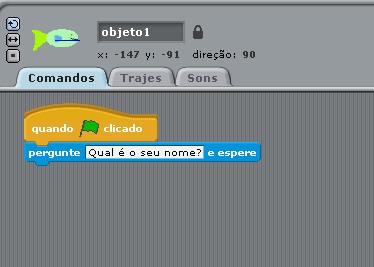 objeto1
x: -147 y: -91 direção: 90
Comandos Trajes Sons
quando clicado
pergunte Qual é o seu nome? e espere